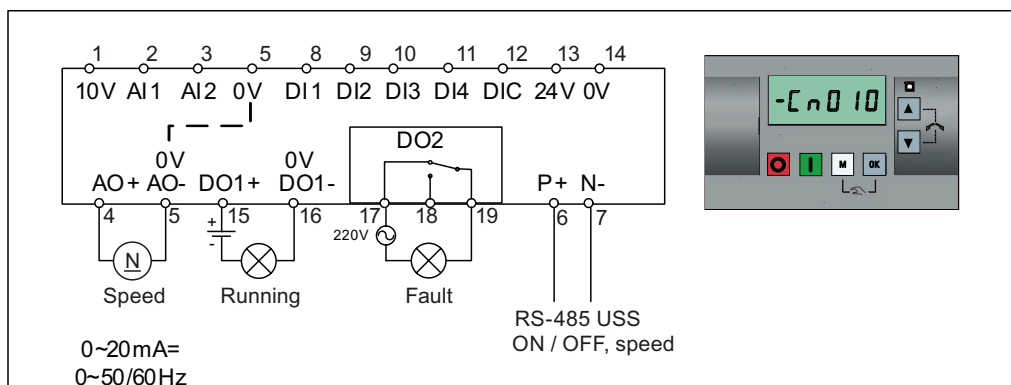 1 2 3 5 8 9 10 11 12 13 14
10V AI1 AI2 0V DI1 DI2 DI3 DI4 DIC 24V 0V
-Cn010
DO2
0V 0V
AO+ AO- DO1+ DO1- P+ N-
M OK
4 5 15 16 17 18 19 6 7
+
-
220V
N
Speed Running Fault
RS-485 USS
ON / OFF, speed
0~20mA=
0~50/60Hz